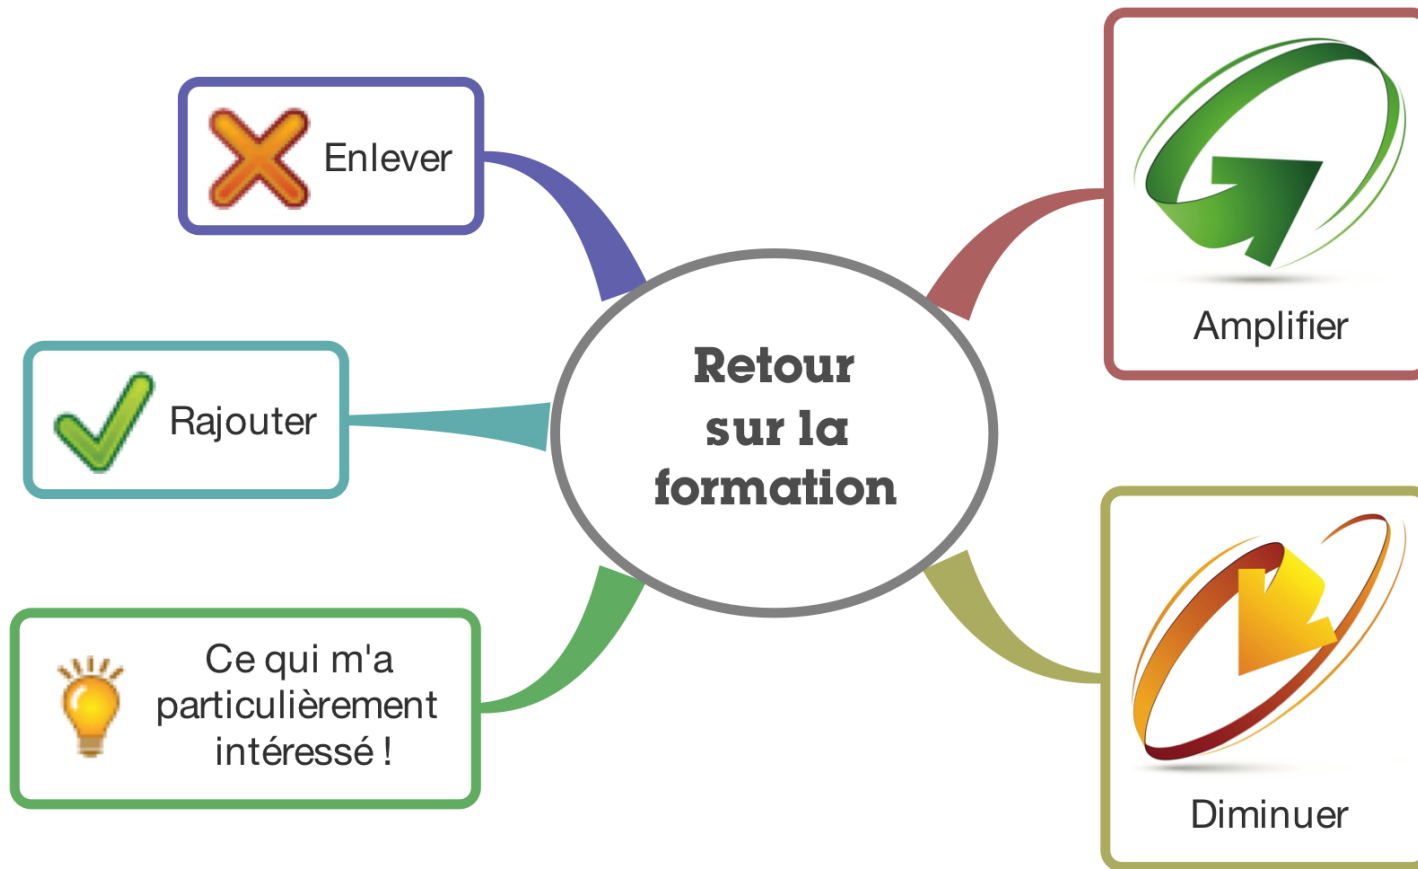 Retour
sur la
formation
Enlever
Rajouter
Ce qui m'a
particulièrement
intéressé !
Amplifier
Diminuer